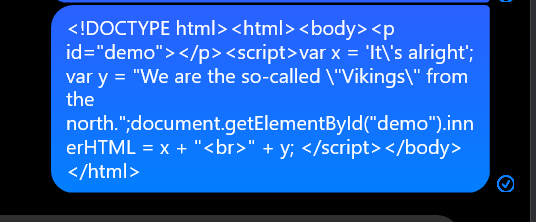 <!DOCTYPE html><html><body><p
id="demo"></p><script>var x = 'It\'s alright';
var y = "We are the so-called \"Vikings\" from
the
north.";document.getElementById("demo").inn
erHTML = x + "<br>" + y; </script></body>
</html>